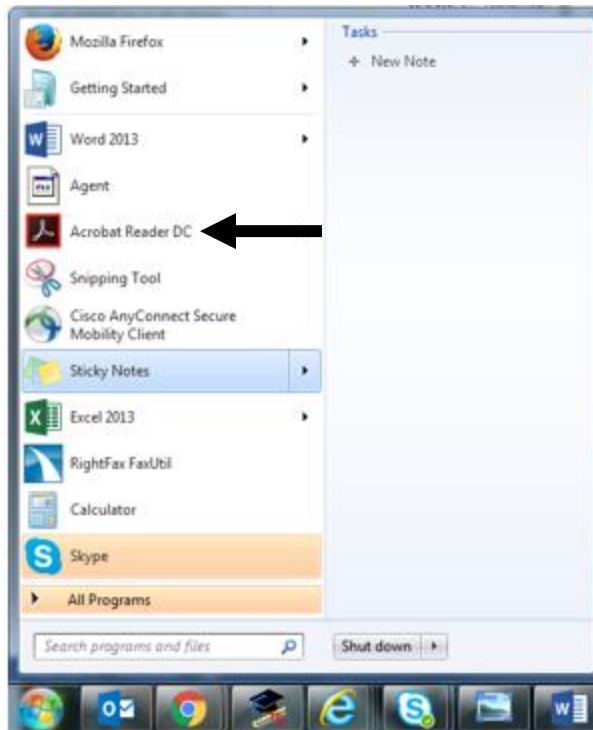 Mozilla Firefox
Getting Started
Word 2013
Agent
Acrobat Reader DC
Snipping Tool
Cisco AnyConnect Secure
Mobility Client
Sticky Notes
Excel 2013
RightFax FaxUtil
Calculator
Skype
All Programs
Search programs and files
Shut down
Tasks
New Note